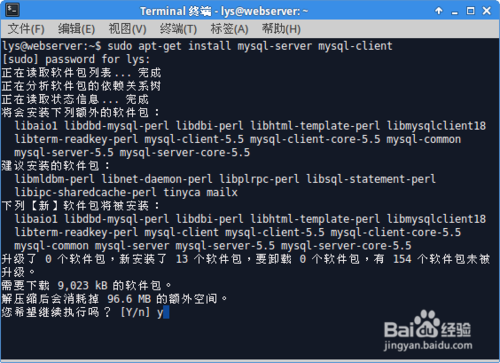 Terminal 终端 - lys@webserver: ~
文件(F) 编辑(E) 视图(V) 终端(T) 标签(A) 帮助(H)
lys@webserver:~$ sudo apt-get install mysql-server mysql-client
[sudo] password for lys:
正在读取软件包列表... 完成
正在分析软件包的依赖关系树
正在读取状态信息... 完成
将会安装下列额外的软件包：
libaio1 libdbd-mysql-perl libdbi-perl libhtml-template-perl libmysqlclient18
libterm-readkey-perl mysql-client-5.5 mysql-client-core-5.5 mysql-common
mysql-server-5.5 mysql-server-core-5.5
建议安装的软件包：
libmldbm-perl libnet-daemon-perl libplrpc-perl libsql-statement-perl
libipc-sharedcache-perl tinyca mailx
下列【新】软件包将被安装：
libaio1 libdbd-mysql-perl libdbi-perl libhtml-template-perl libmysqlclient18
libterm-readkey-perl mysql-client mysql-client-5.5 mysql-client-core-5.5
mysql-common mysql-server mysql-server-5.5 mysql-server-core-5.5
升级了 0 个软件包，新安装了 13 个软件包，要卸载 0 个软件包，有 154 个软件包未被
升级。
需要下载 9,023 kB 的软件包。
解压缩后会消耗掉 96.6 MB 的额外空间。
您希望继续执行吗？ [Y/n] y
Baidu 经验
jingyan.baidu.com